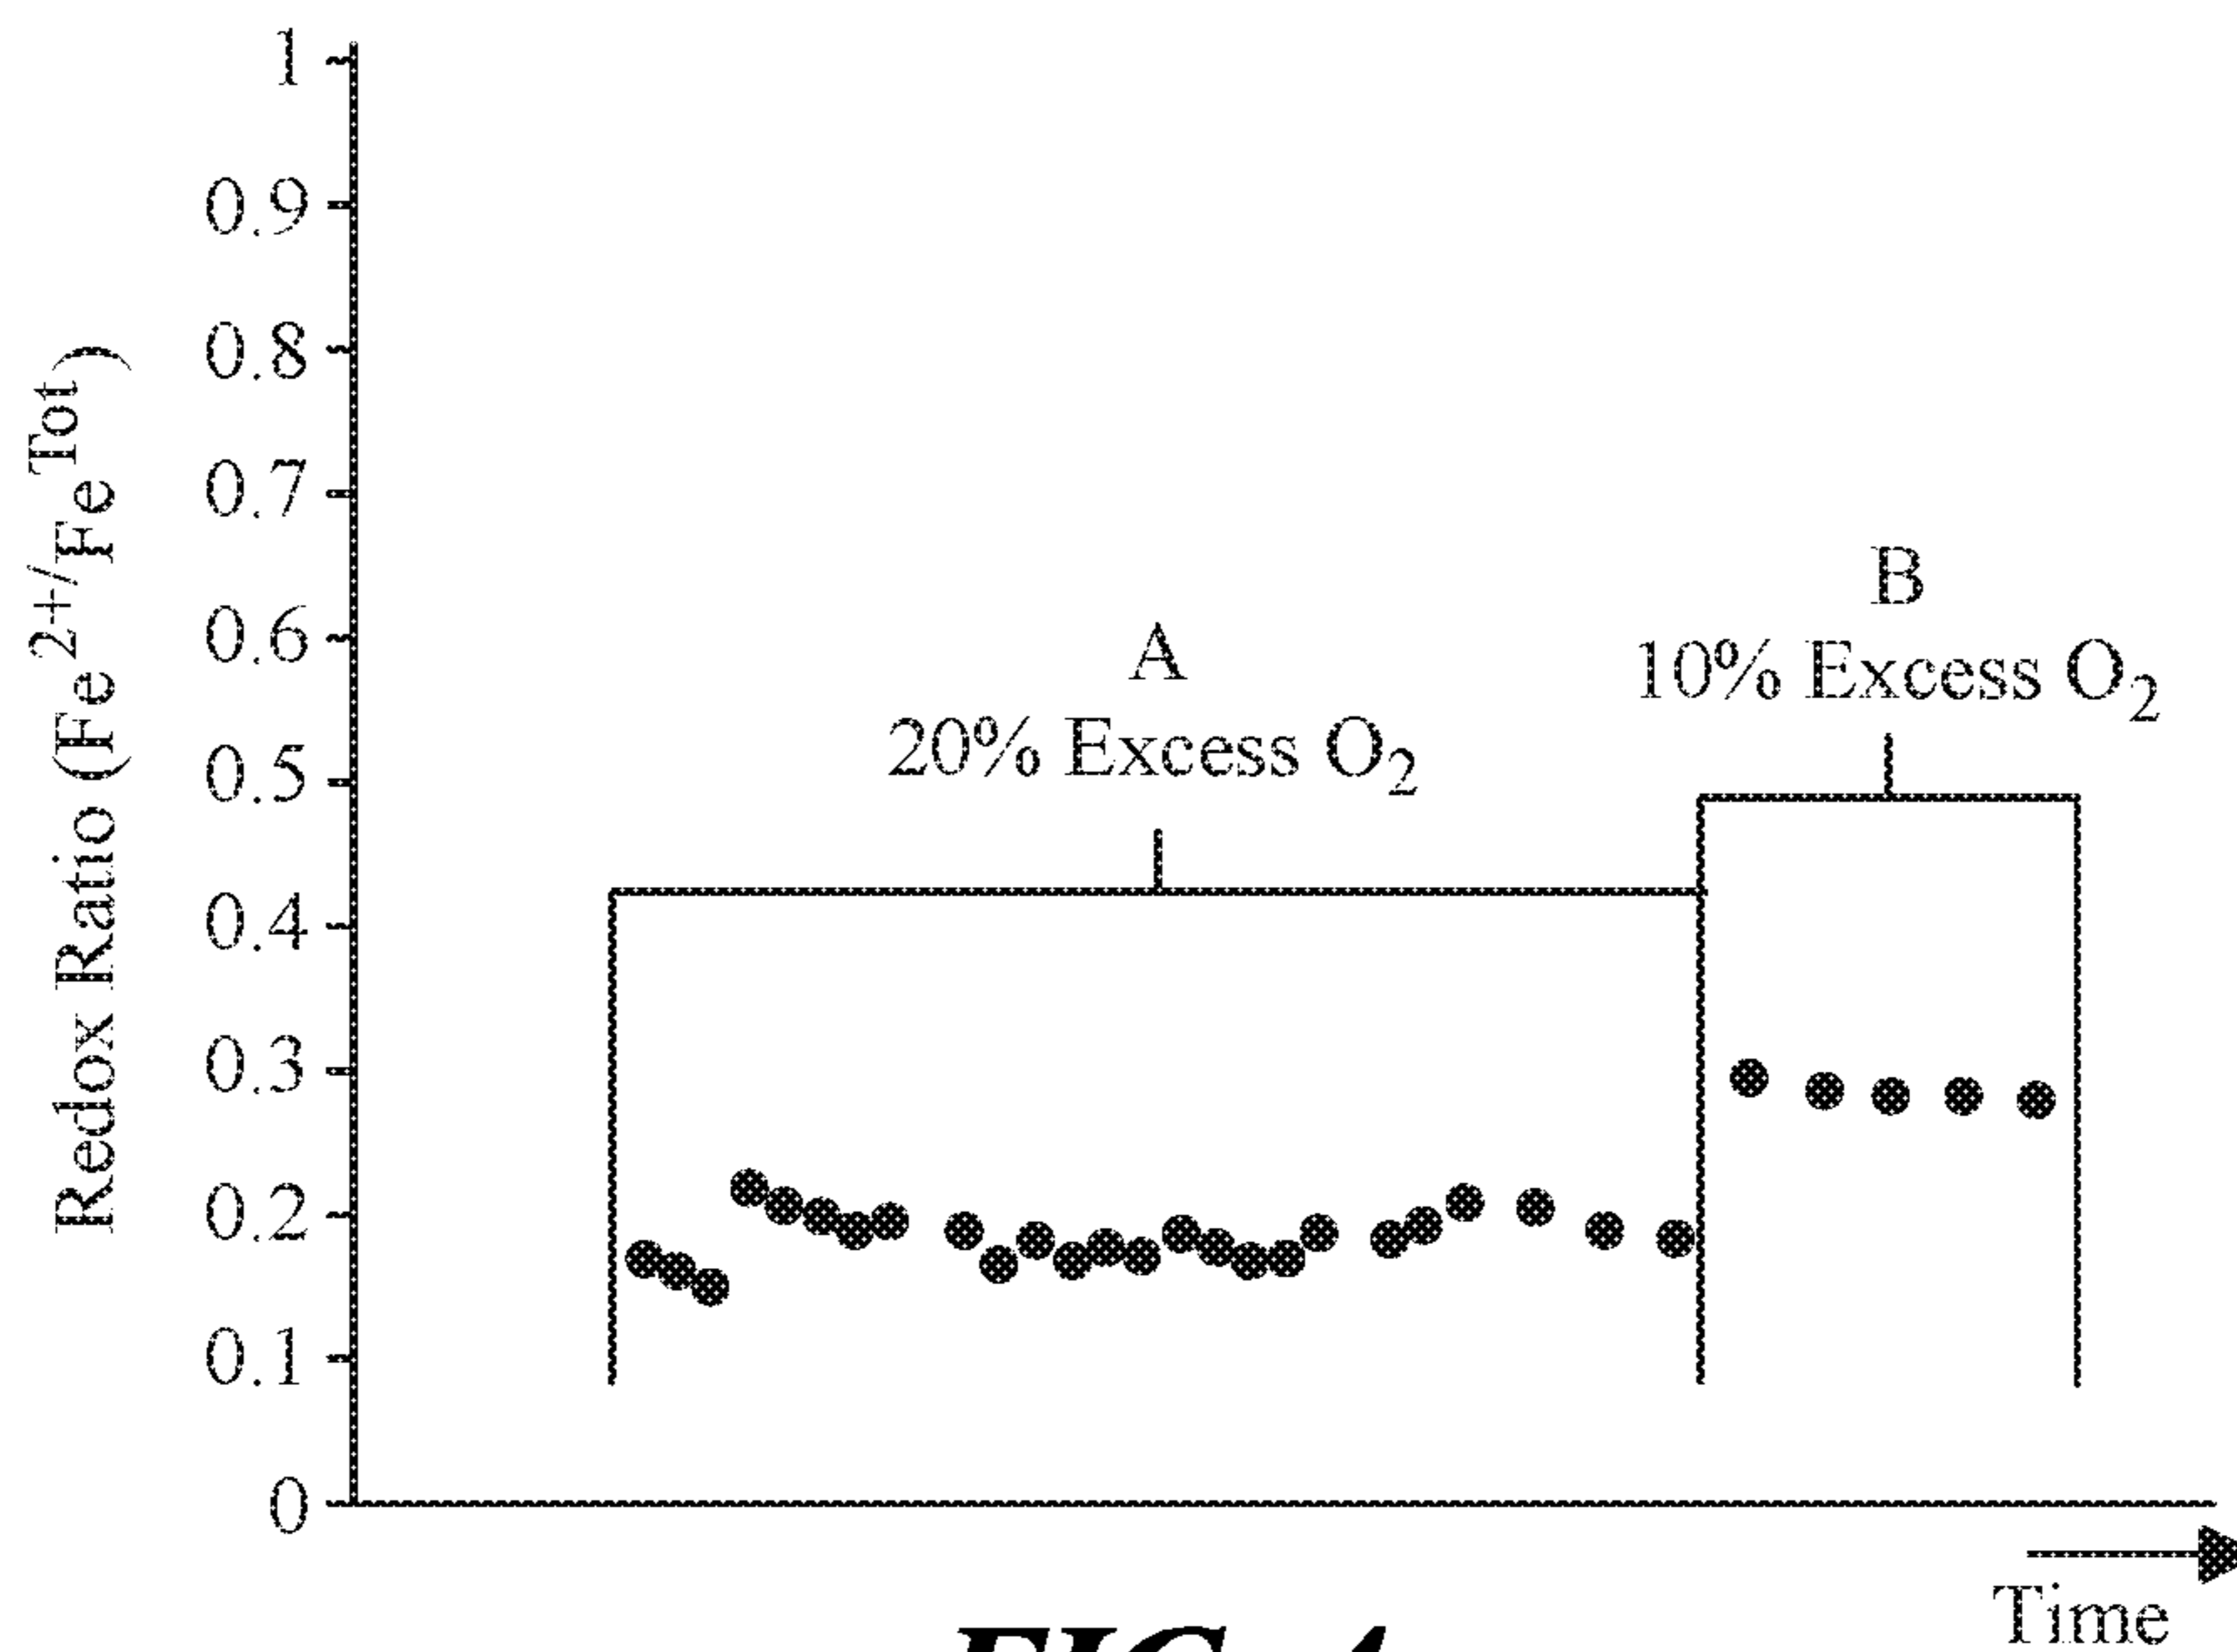 1
0.9
0.8
0.7
0.6
0.5
0.4
0.3
0.2
0.1
0
Redox Ratio (Fe²⁺/Feᵀᵒᵗ)
A
20% Excess O₂
B
10% Excess O₂
Time